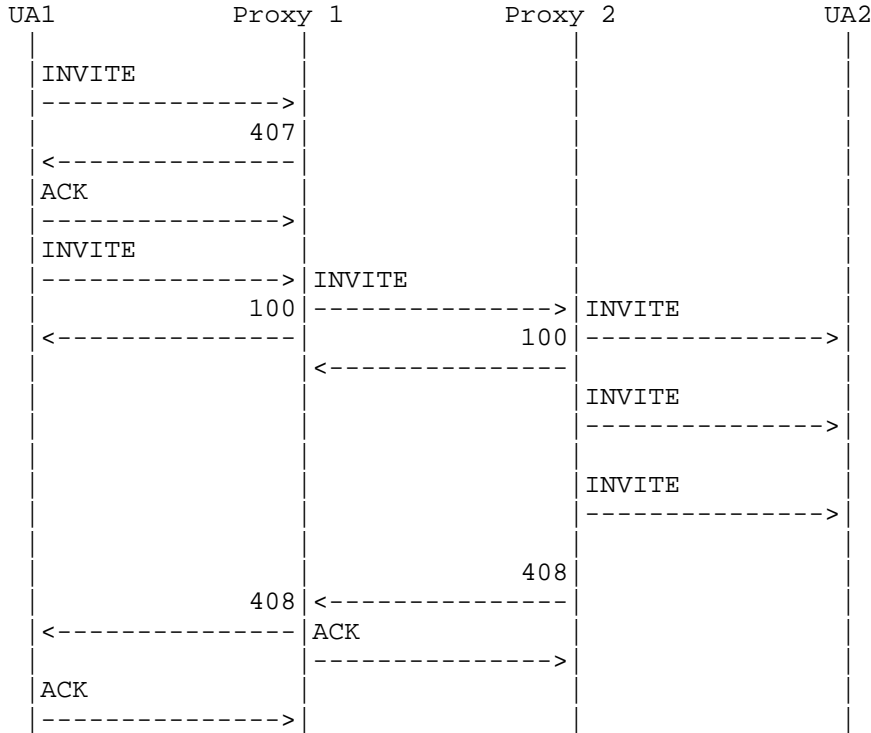 UA1 Proxy 1 Proxy 2 UA2
INVITE
407
ACK
INVITE
INVITE
100 INVITE
100
INVITE
INVITE
408
408
ACK
ACK